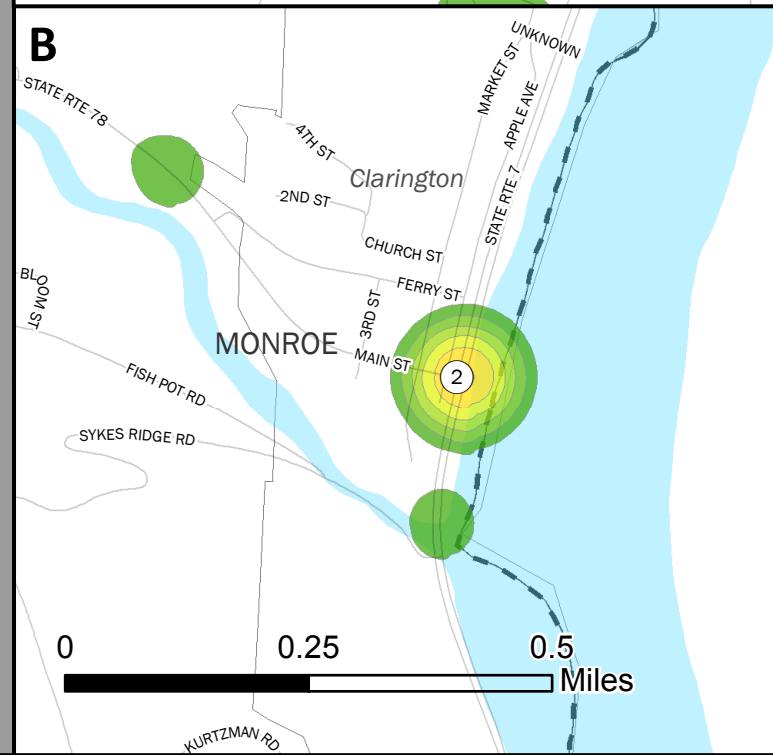 B
UNKNOWN
MARKET ST
STATE RTE 78
APPLE AVE
4TH ST
Clarington
2ND ST
STATE RTE 7
CHURCH ST
BLOOM ST
FERRY ST
3RD ST
MONROE
MAIN ST
2
FISH POT RD
SYKES RIDGE RD
0 0.25 0.5
Miles
KURTZMAN RD